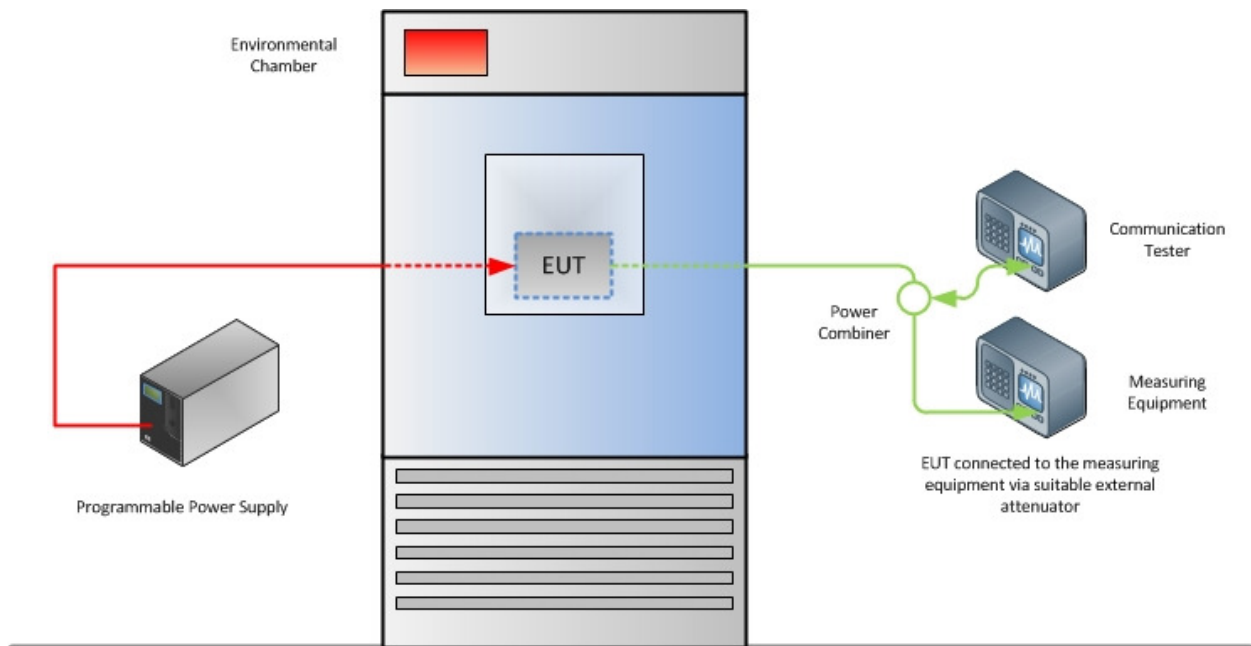 Environmental
Chamber
EUT
Communication
Tester
Power
Combiner
Measuring
Equipment
EUT connected to the measuring
equipment via suitable external
attenuator
Programmable Power Supply